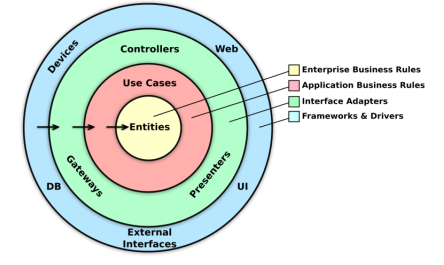 Devices
Controllers
Web
Use Cases
Entities
DB
Gateways
Presenters
UI
External
Interfaces
Enterprise Business Rules
Application Business Rules
Interface Adapters
Frameworks & Drivers